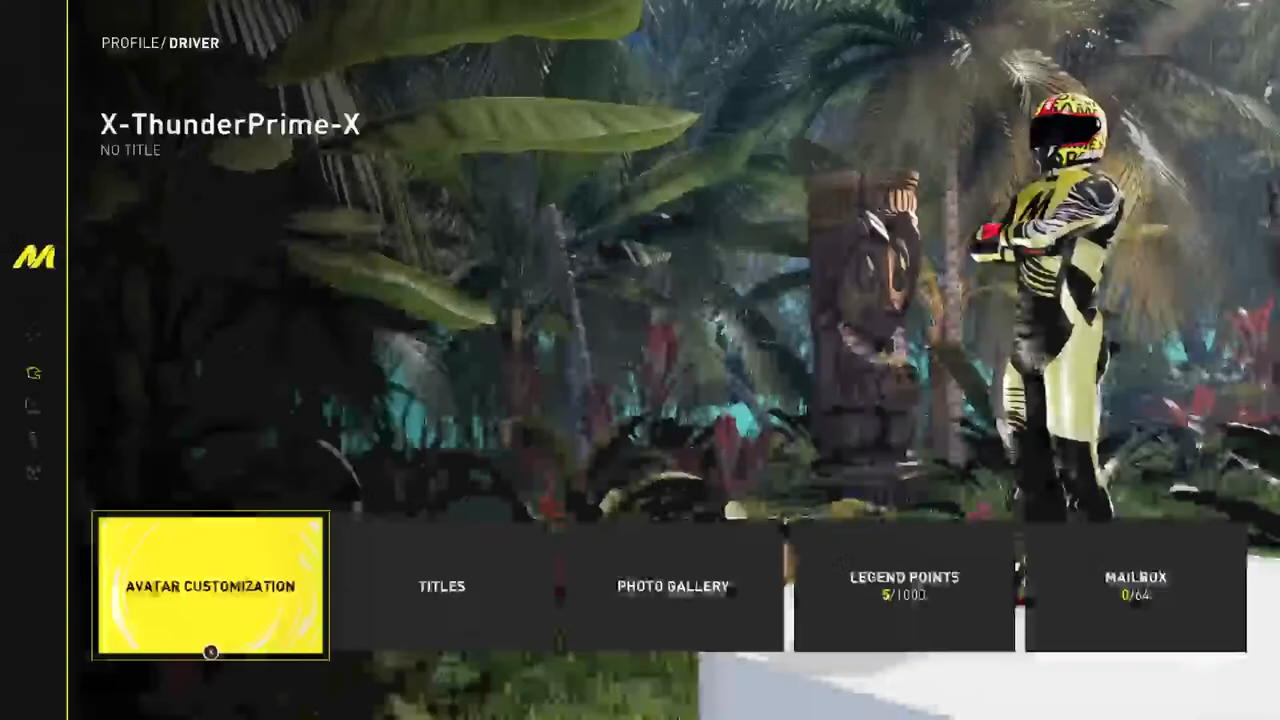 PROFILE/DRIVER
X-ThunderPrime-X
NO TITLE
AVATAR CUSTOMIZATION
TITLES
PHOTO GALLERY
LEGEND POINTS
5/1000
MAILBOX
0/64